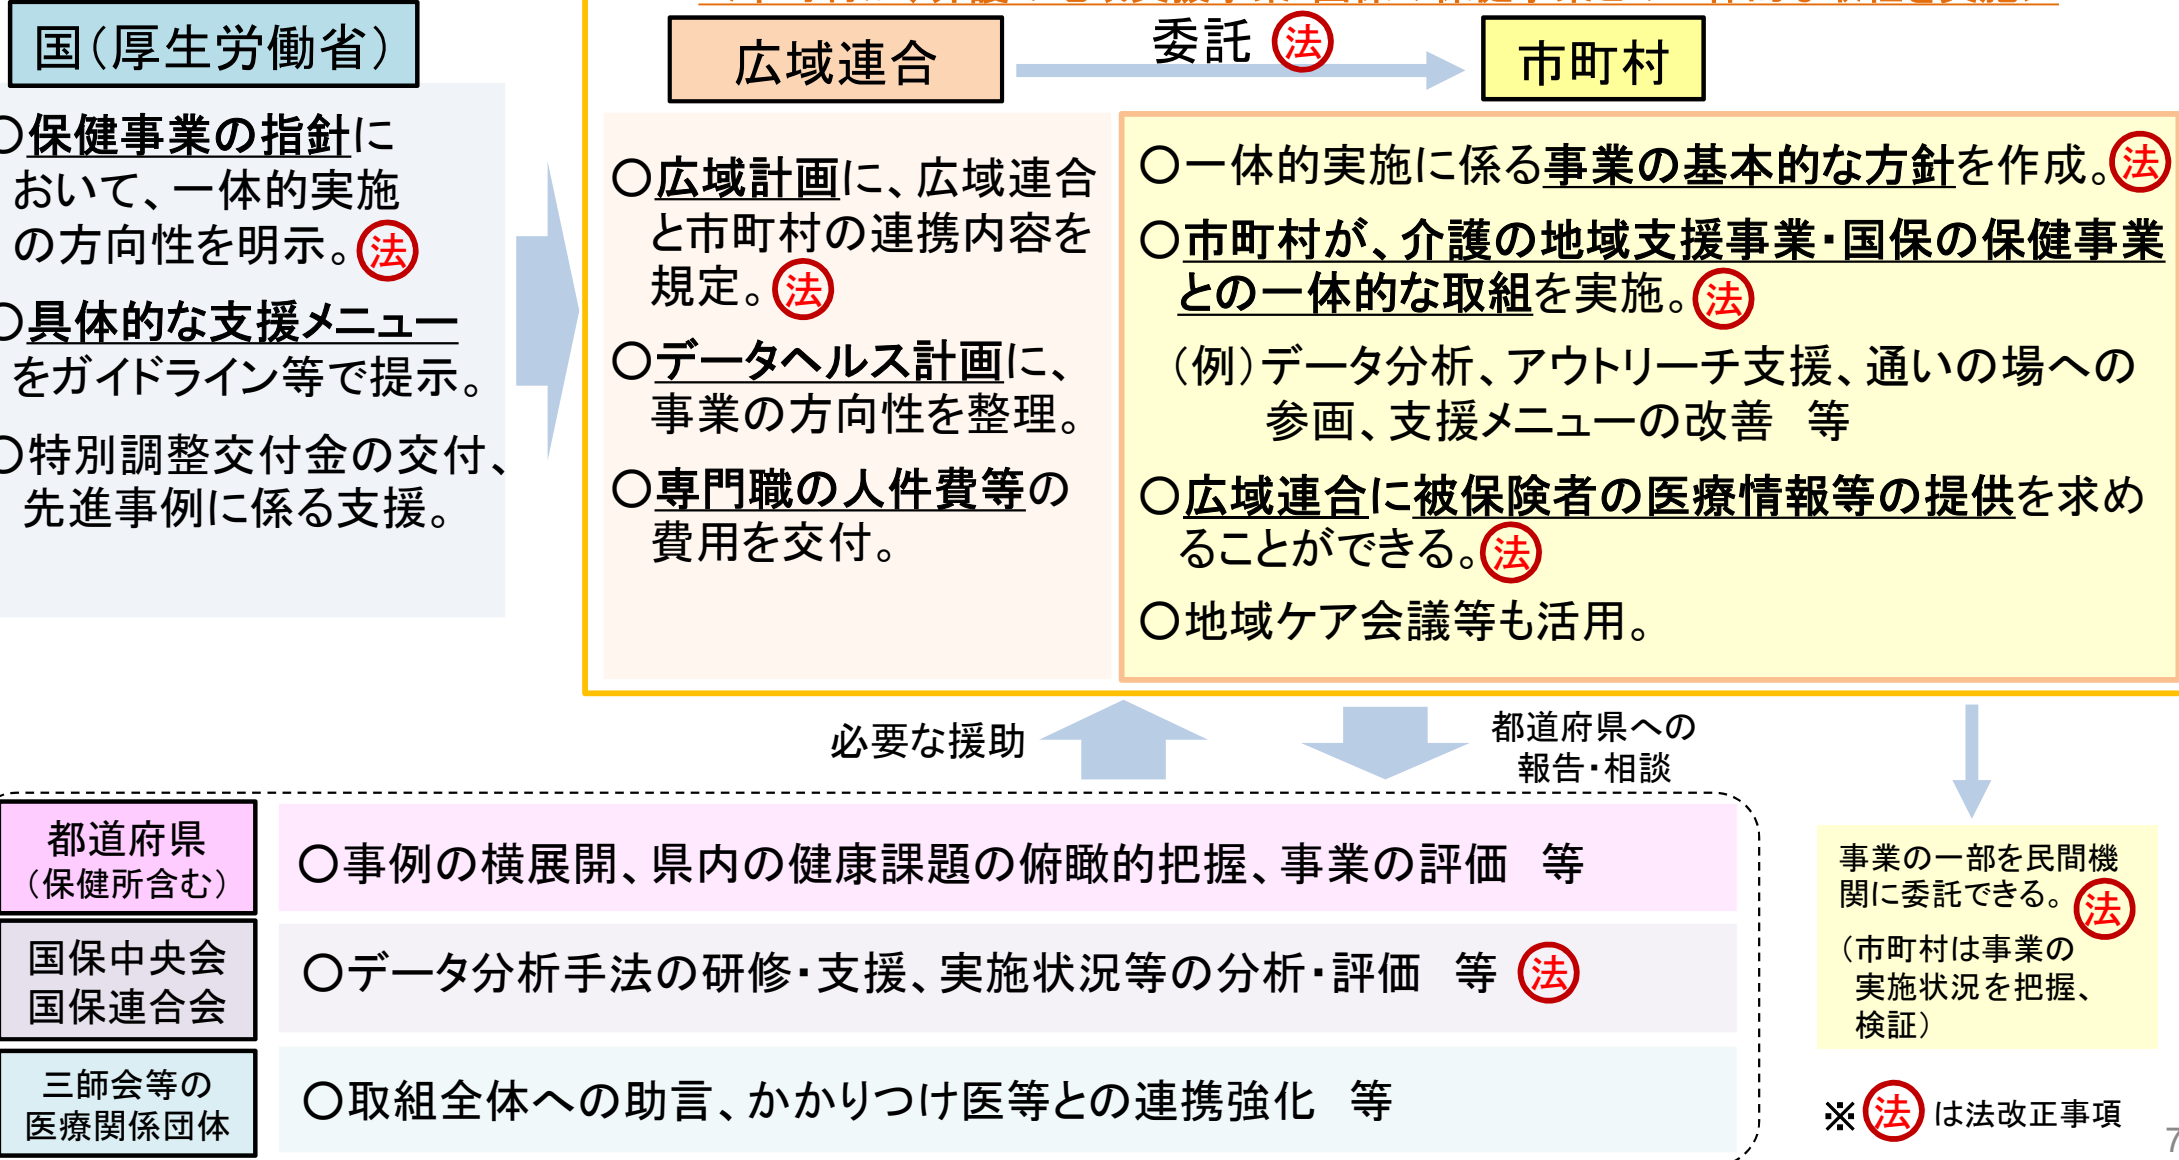 国（厚生労働省）
○保健事業の指針に
おいて、一体的実施
の方向性を明示。法
○具体的な支援メニュー
をガイドライン等で提示。
○特別調整交付金の交付、
先進事例に係る支援。
広域連合
委託 法
市町村
○広域計画に、広域連合
と市町村の連携内容を
規定。法
○データヘルス計画に、
事業の方向性を整理。
○専門職の人件費等の
費用を交付。
○一体的実施に係る事業の基本的な方針を作成。法
○市町村が、介護の地域支援事業・国保の保健事業
との一体的な取組を実施。法
（例）データ分析、アウトリーチ支援、通いの場への
参画、支援メニューの改善　等
○広域連合に被保険者の医療情報等の提供を求め
ることができる。法
○地域ケア会議等も活用。
必要な援助
都道府県への
報告・相談
都道府県
（保健所含む）
○事例の横展開、県内の健康課題の俯瞰的把握、事業の評価　等
国保中央会
国保連合会
○データ分析手法の研修・支援、実施状況等の分析・評価　等 法
三師会等の
医療関係団体
○取組全体への助言、かかりつけ医等との連携強化　等
事業の一部を民間機
関に委託できる。法
（市町村は事業の
実施状況を把握、
検証）
※ 法 は法改正事項
7